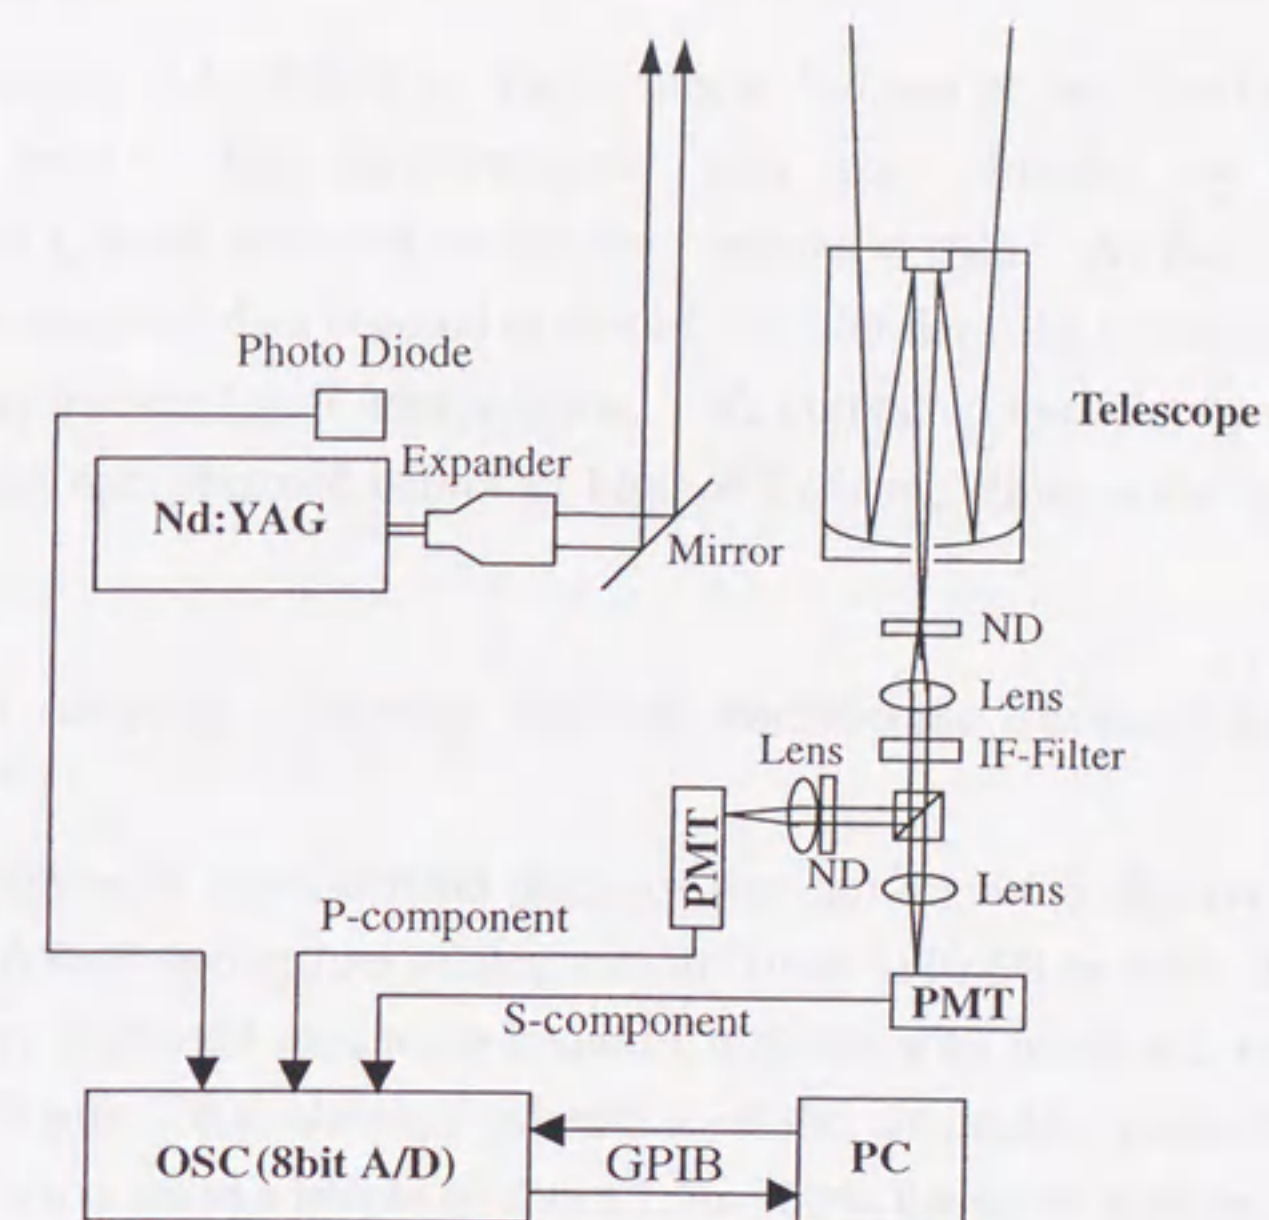 Photo Diode
Telescope
Expander
Nd:YAG
Mirror
ND
Lens
Lens
IF-Filter
PMT
ND
Lens
P-component
PMT
S-component
OSC(8bit A/D)
GPIB
PC